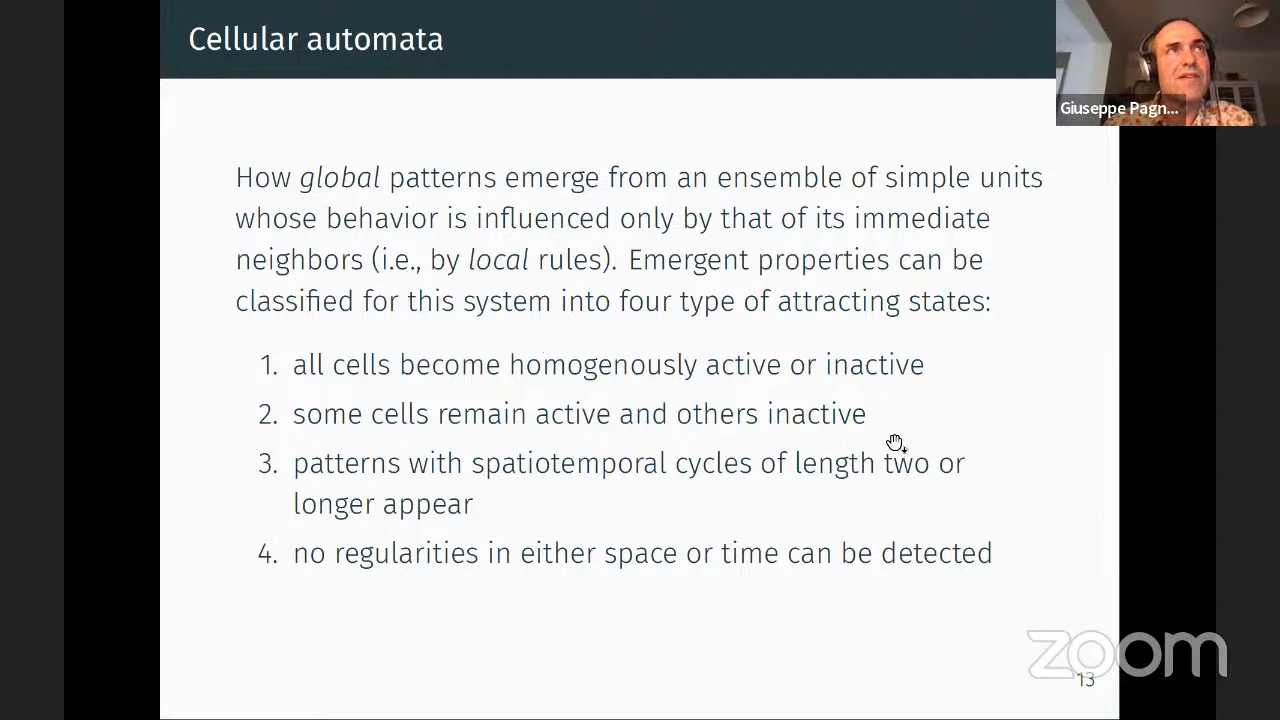 Cellular automata
Giuseppe Pagn...
How global patterns emerge from an ensemble of simple units
whose behavior is influenced only by that of its immediate
neighbors (i.e., by local rules). Emergent properties can be
classified for this system into four type of attracting states:
1. all cells become homogenously active or inactive
2. some cells remain active and others inactive
3. patterns with spatiotemporal cycles of length two or
longer appear
4. no regularities in either space or time can be detected
zoom
13